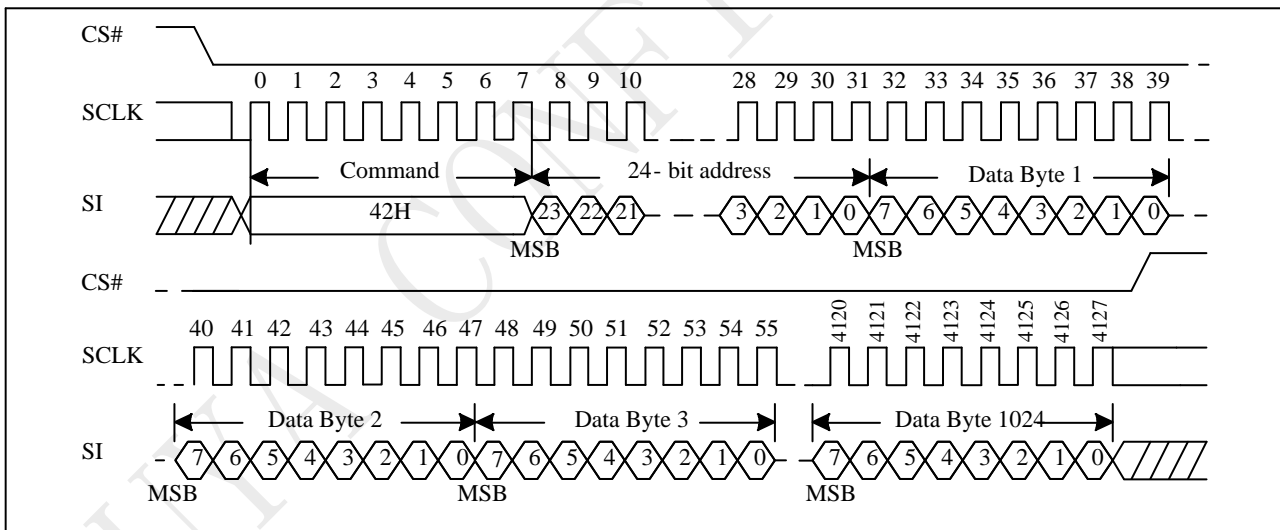 CS#
0 1 2 3 4 5 6 7 8 9 10 28 29 30 31 32 33 34 35 36 37 38 39
SCLK
Command 24- bit address Data Byte 1
SI 42H 23 22 21 3 2 1 0 7 6 5 4 3 2 1 0
MSB MSB
CS#
40 41 42 43 44 45 46 47 48 49 50 51 52 53 54 55 4120 4121 4122 4123 4124 4125 4126 4127
SCLK
Data Byte 2 Data Byte 3 Data Byte 1024
SI 7 6 5 4 3 2 1 0 7 6 5 4 3 2 1 0 7 6 5 4 3 2 1 0
MSB MSB MSB